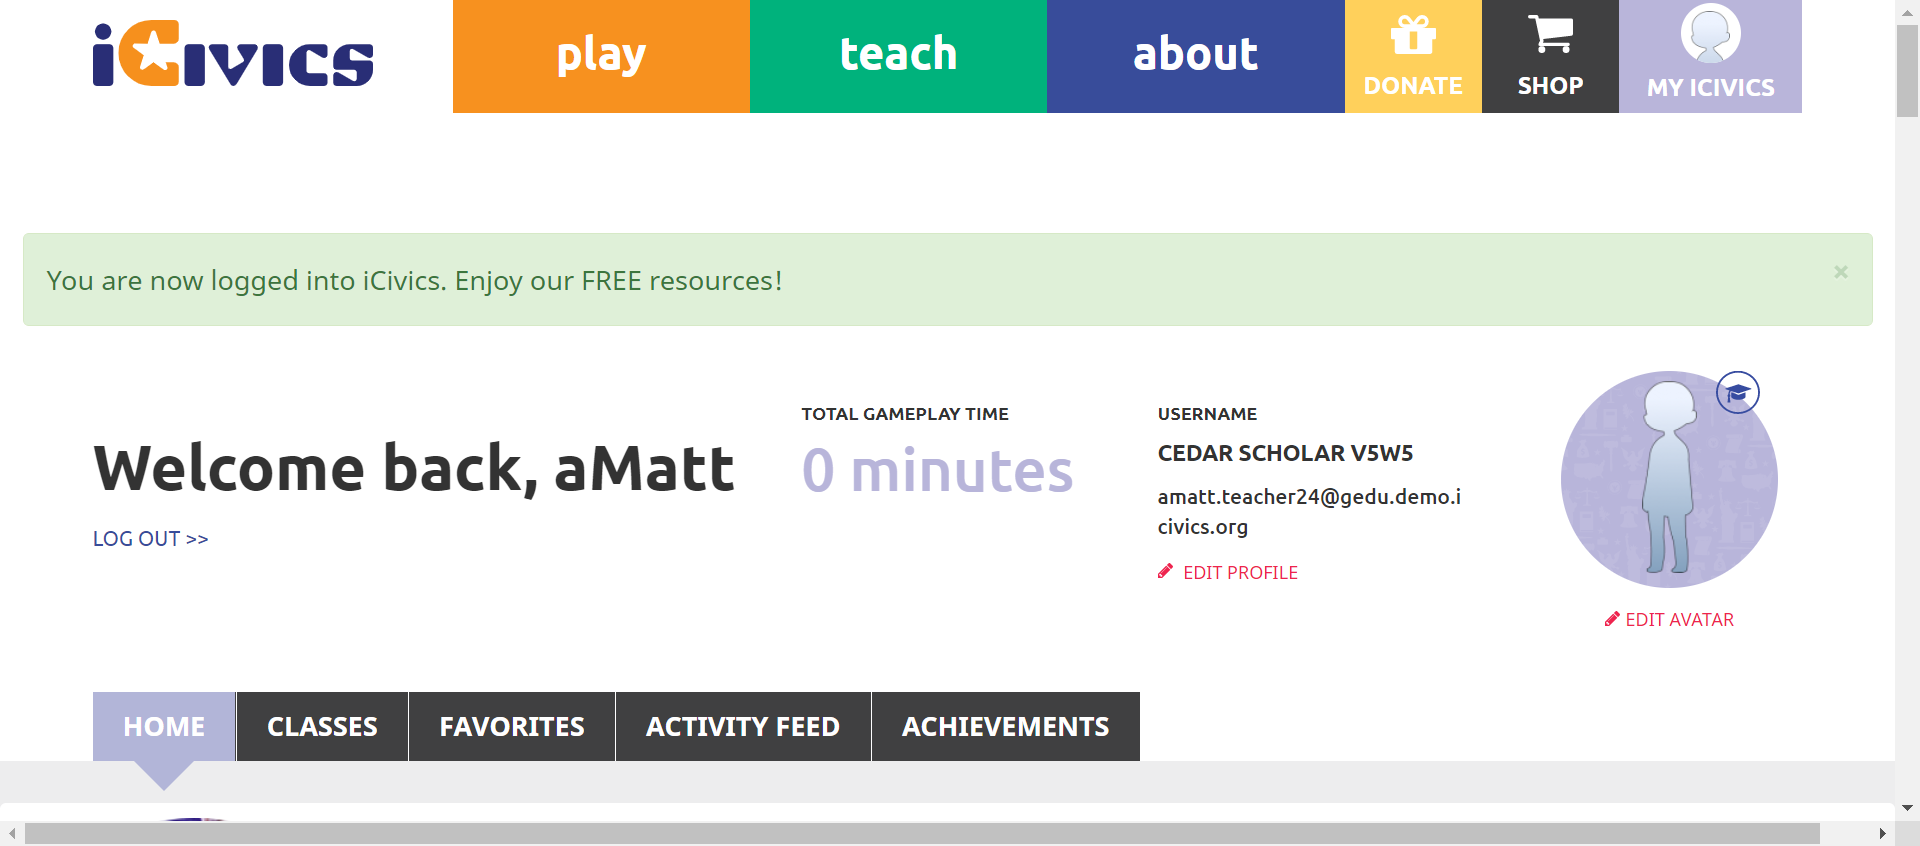 iCivics
play
teach
about
DONATE
SHOP
MY ICIVICS
You are now logged into iCivics. Enjoy our FREE resources!
×
Welcome back, aMatt
LOG OUT >>
TOTAL GAMEPLAY TIME
0 minutes
USERNAME
CEDAR SCHOLAR V5W5
amatt.teacher24@gedu.demo.i
civics.org
EDIT PROFILE
EDIT AVATAR
HOME
CLASSES
FAVORITES
ACTIVITY FEED
ACHIEVEMENTS